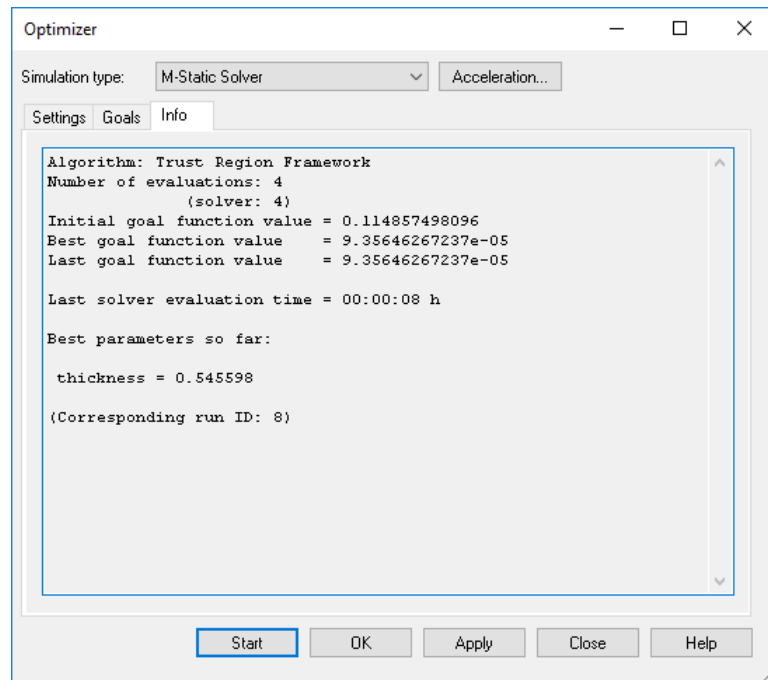 Optimizer
Simulation type: M-Static Solver Acceleration...
Settings Goals Info
Algorithm: Trust Region Framework
Number of evaluations: 4
(solver: 4)
Initial goal function value = 0.114857498096
Best goal function value = 9.35646267237e-05
Last goal function value = 9.35646267237e-05
Last solver evaluation time = 00:00:08 h
Best parameters so far:
thickness = 0.545598
(Corresponding run ID: 8)
Start OK Apply Close Help